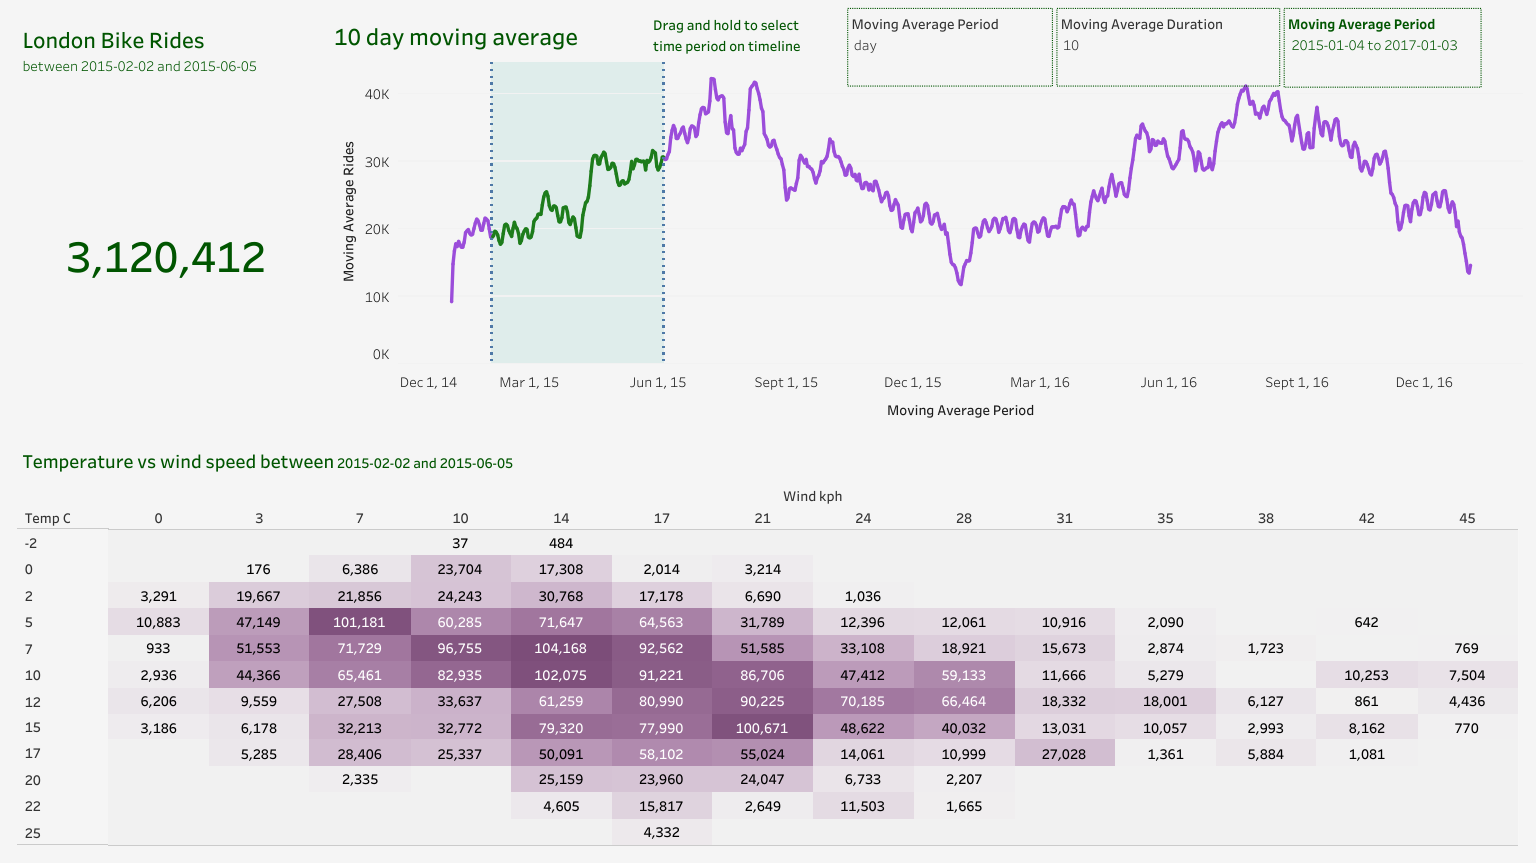 London Bike Rides
between 2015-02-02 and 2015-06-05
3,120,412
10 day moving average
Drag and hold to select
time period on timeline
Moving Average Period
day
Moving Average Duration
10
Moving Average Period
2015-01-04 to 2017-01-03
Moving Average Rides
40K
30K
20K
10K
0K
Dec 1, 14 Mar 1, 15 Jun 1, 15 Sept 1, 15 Dec 1, 15 Mar 1, 16 Jun 1, 16 Sept 1, 16 Dec 1, 16
Moving Average Period
Temperature vs wind speed between 2015-02-02 and 2015-06-05
Wind kph
Temp C 0 3 7 10 14 17 21 24 28 31 35 38 42 45
-2 37 484
0 176 6,386 23,704 17,308 2,014 3,214
2 3,291 19,667 21,856 24,243 30,768 17,178 6,690 1,036
5 10,883 47,149 101,181 60,285 71,647 64,563 31,789 12,396 12,061 10,916 2,090 642
7 933 51,553 71,729 96,755 104,168 92,562 51,585 33,108 18,921 15,673 2,874 1,723 769
10 2,936 44,366 65,461 82,935 102,075 91,221 86,706 47,412 59,133 11,666 5,279 10,253 7,504
12 6,206 9,559 27,508 33,637 61,259 80,990 90,225 70,185 66,464 18,332 18,001 6,127 861 4,436
15 3,186 6,178 32,213 32,772 79,320 77,990 100,671 48,622 40,032 13,031 10,057 2,993 8,162 770
17 5,285 28,406 25,337 50,091 58,102 55,024 14,061 10,999 27,028 1,361 5,884 1,081
20 2,335 25,159 23,960 24,047 6,733 2,207
22 4,605 15,817 2,649 11,503 1,665
25 4,332